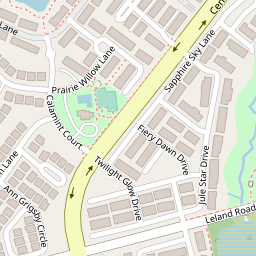 Cen
Prairie Willow Lane
Sapphire Sky Lane
Calamint Court
Fiery Dawn Drive
n Lane
Jule Star Drive
Twilight Glow Drive
Ann Grigsby Circle
Leland Road